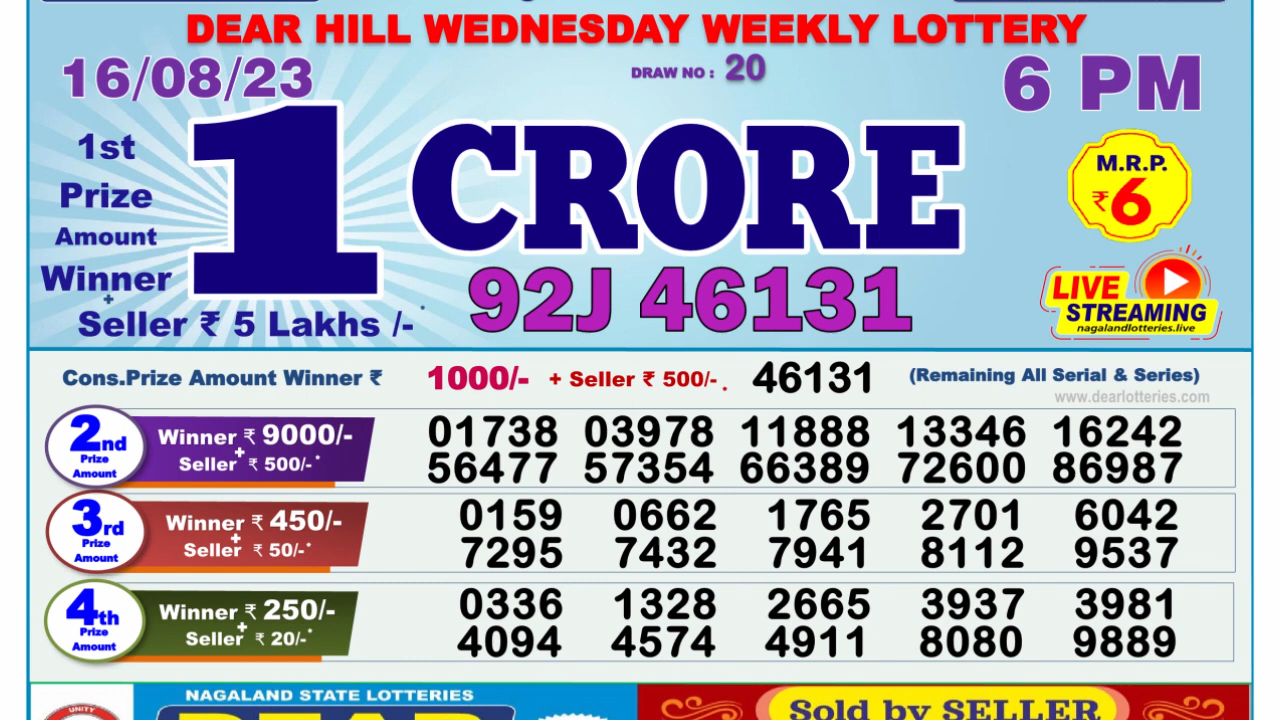 DEAR HILL WEDNESDAY WEEKLY LOTTERY
16/08/23
DRAW NO : 20
6 PM
1st
Prize
Amount
Winner
+
Seller ₹ 5 Lakhs /- *
1 CRORE
92J 46131
M.R.P.
₹ 6
LIVE
STREAMING
nagalandlotteries.live
Cons.Prize Amount Winner ₹ 1000/- + Seller ₹ 500/- . 46131 (Remaining All Serial & Series)
www.dearlotteries.com
2nd
Prize
Amount
Winner ₹ 9000/-
+
Seller ₹ 500/- *
01738 03978 11888 13346 16242
56477 57354 66389 72600 86987
3rd
Prize
Amount
Winner ₹ 450/-
+
Seller ₹ 50/- *
0159 0662 1765 2701 6042
7295 7432 7941 8112 9537
4th
Prize
Amount
Winner ₹ 250/-
+
Seller ₹ 20/- *
0336 1328 2665 3937 3981
4094 4574 4911 8080 9889
UNITY
NAGALAND STATE LOTTERIES
DEAR
Sold by SELLER